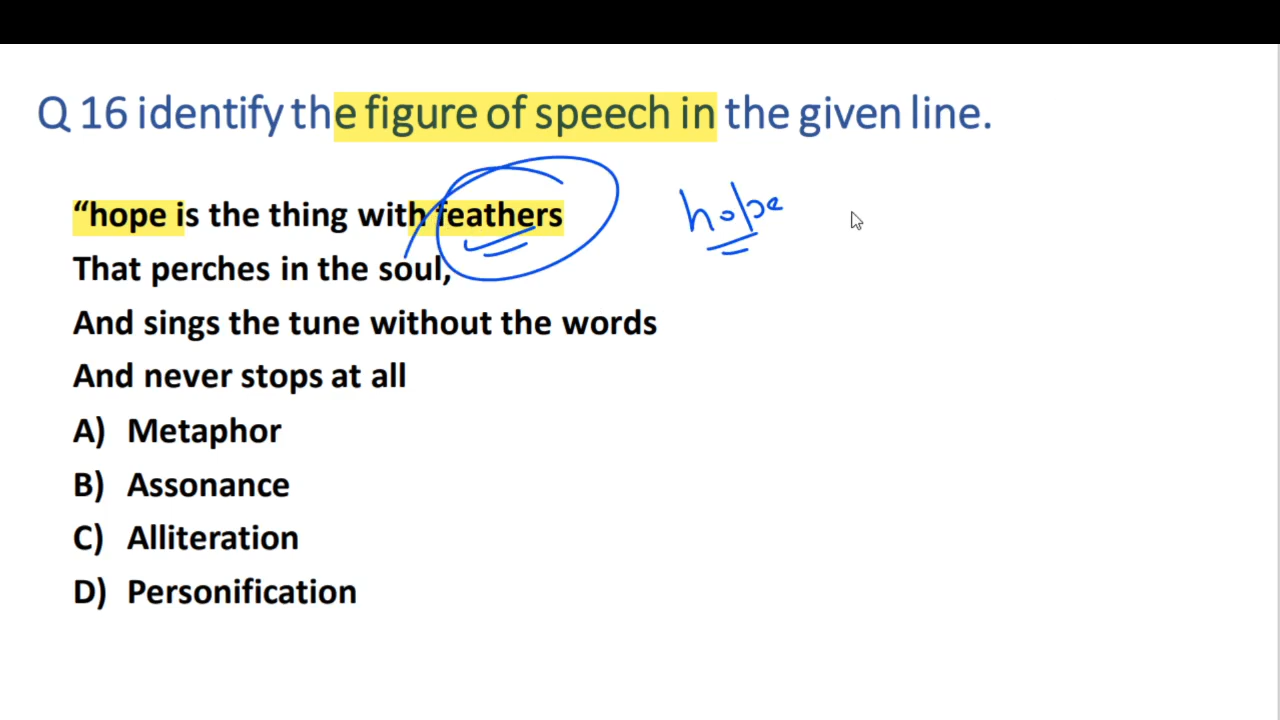 Q 16 identify the figure of speech in the given line.
“hope is the thing with feathers
hope
That perches in the soul,
And sings the tune without the words
And never stops at all
A) Metaphor
B) Assonance
C) Alliteration
D) Personification